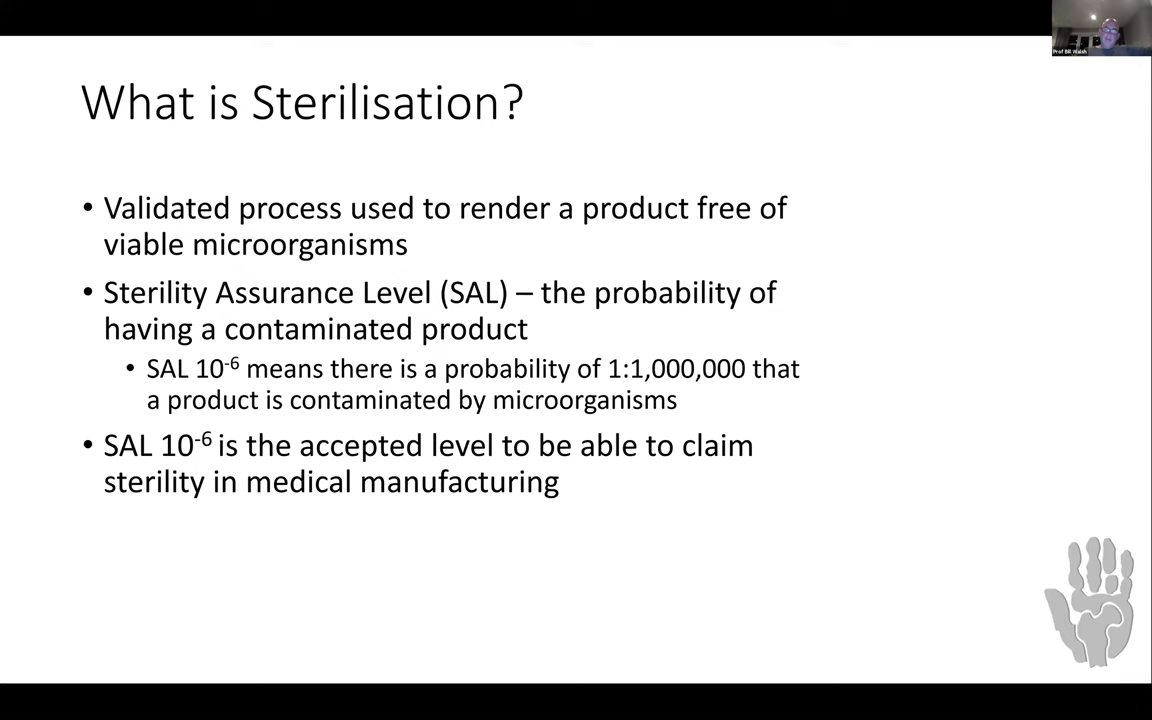 Prof Bill Walsh
What is Sterilisation?
• Validated process used to render a product free of
viable microorganisms
• Sterility Assurance Level (SAL) – the probability of
having a contaminated product
• SAL 10⁻⁶ means there is a probability of 1:1,000,000 that
a product is contaminated by microorganisms
• SAL 10⁻⁶ is the accepted level to be able to claim
sterility in medical manufacturing